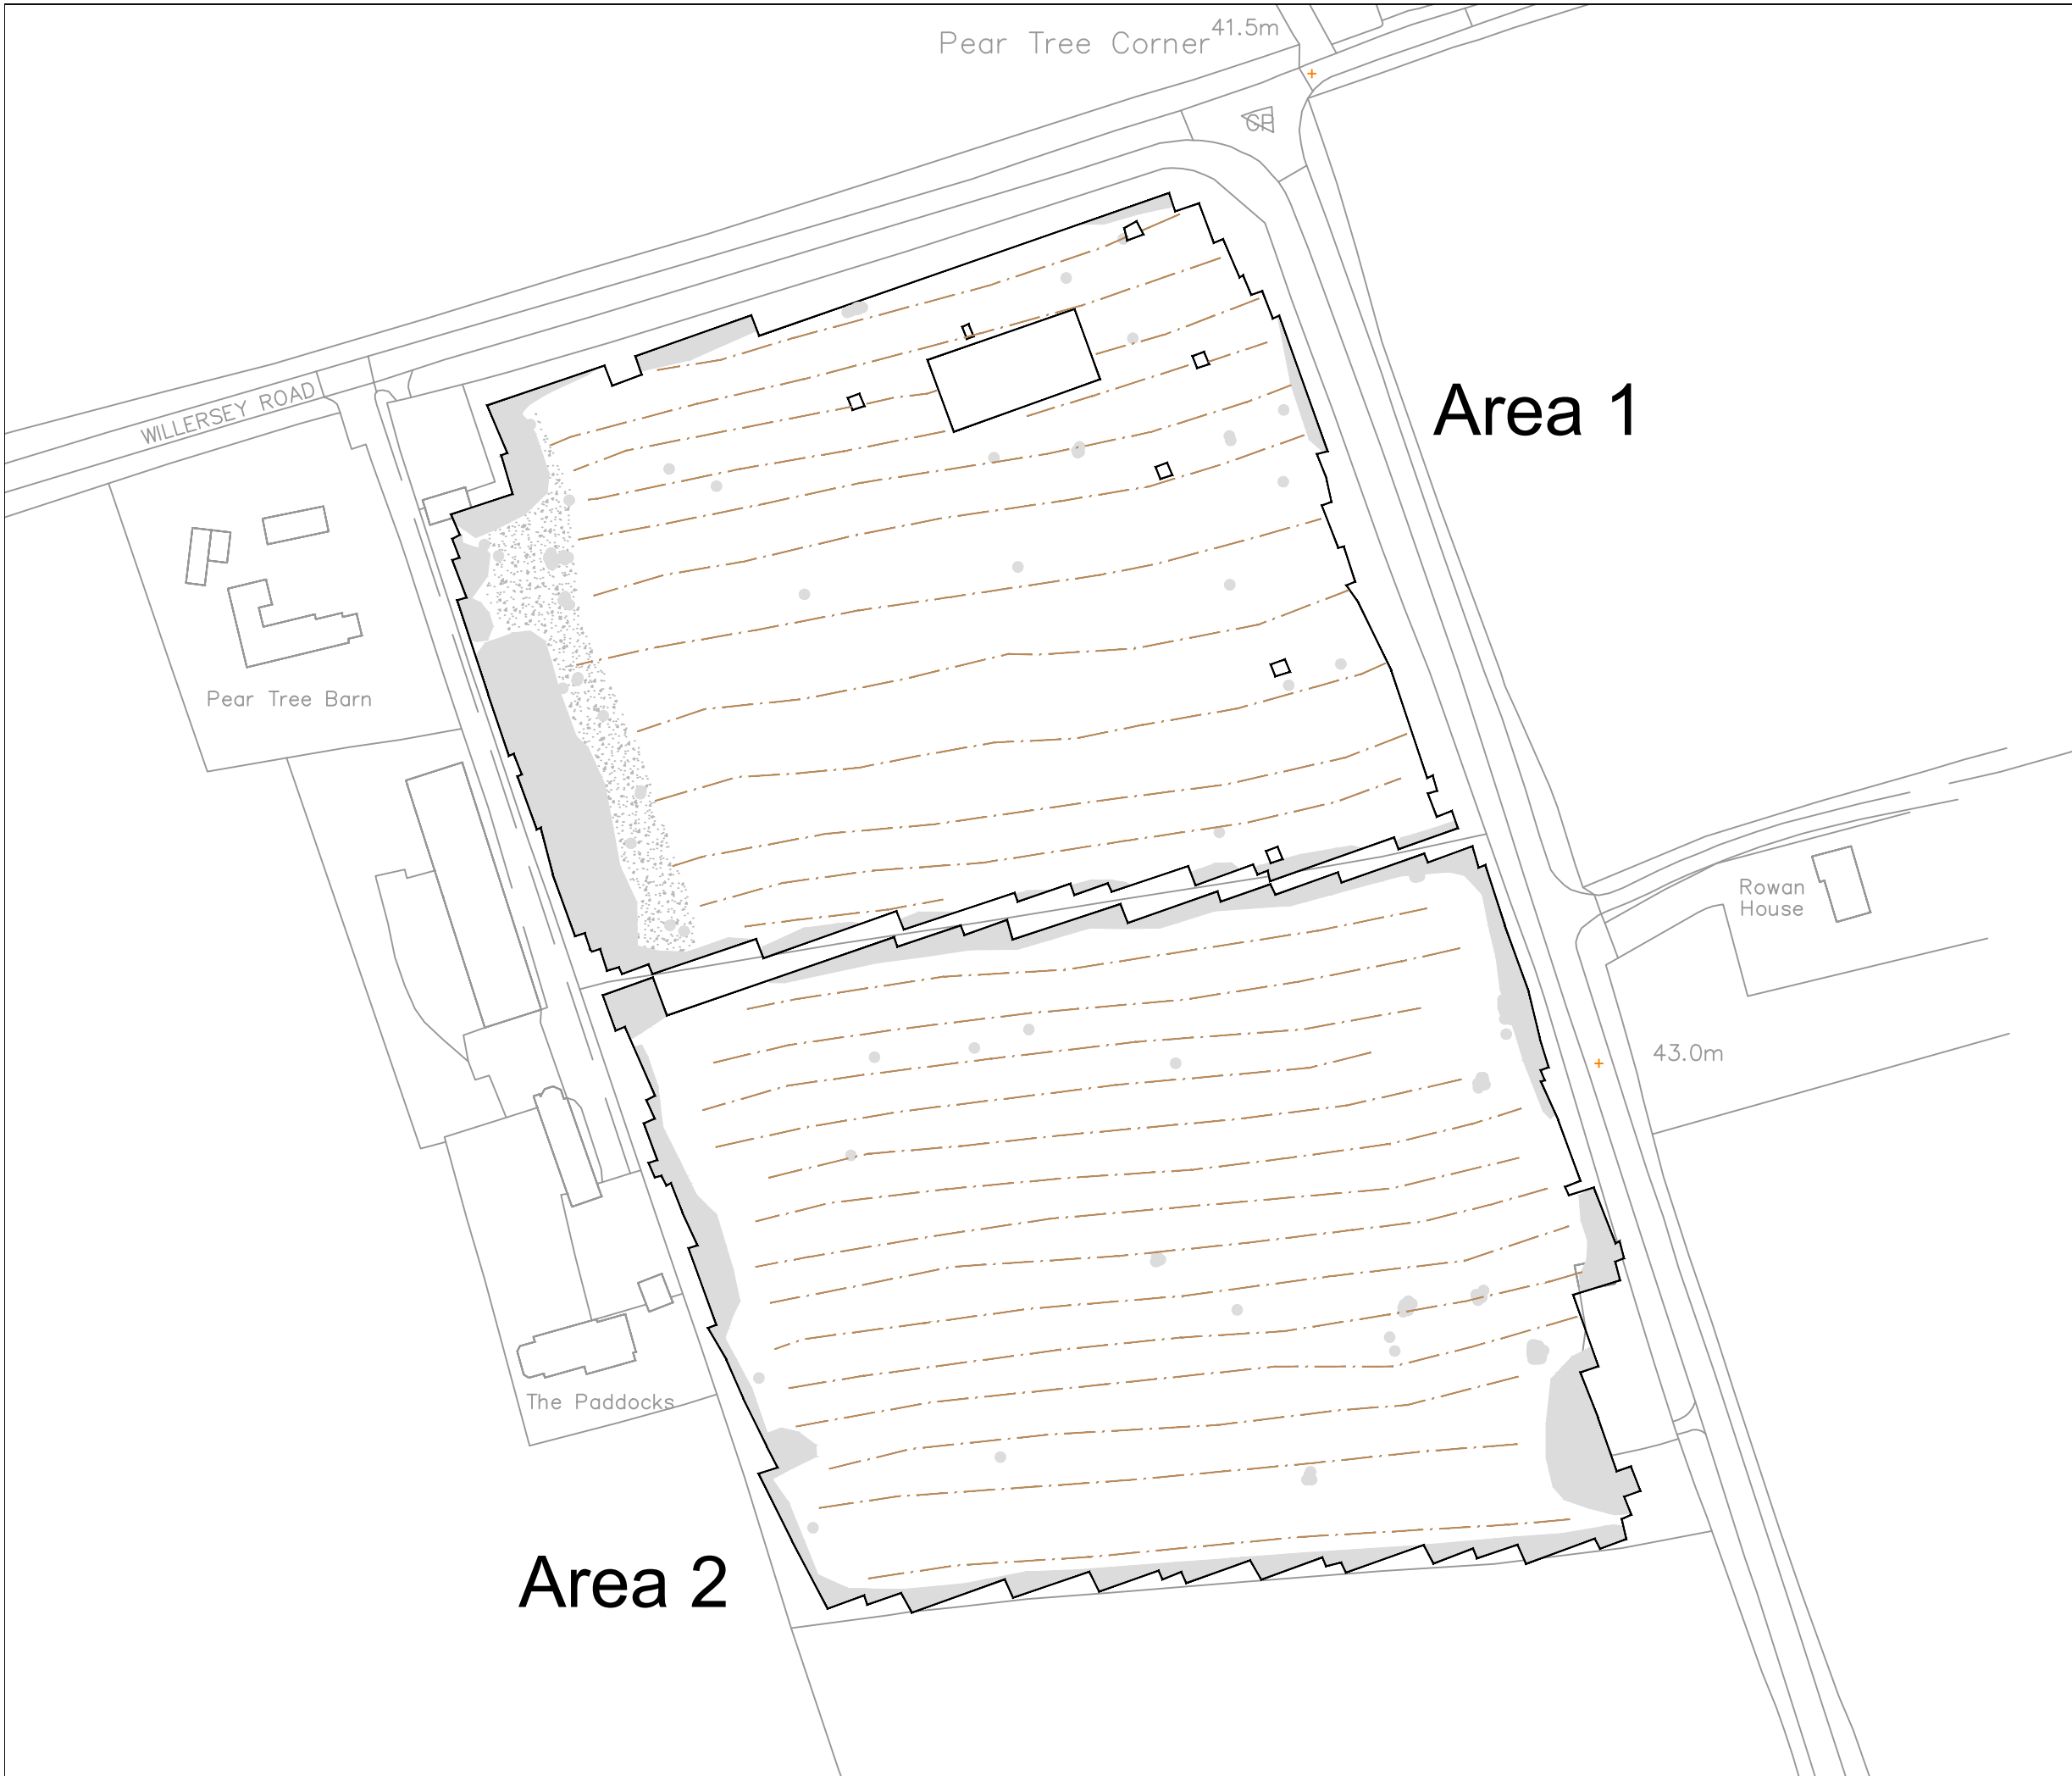 Pear Tree Corner
41.5m
GP
WILLERSEY ROAD
Area 1
Pear Tree Barn
Rowan
House
43.0m
The Paddocks
Area 2